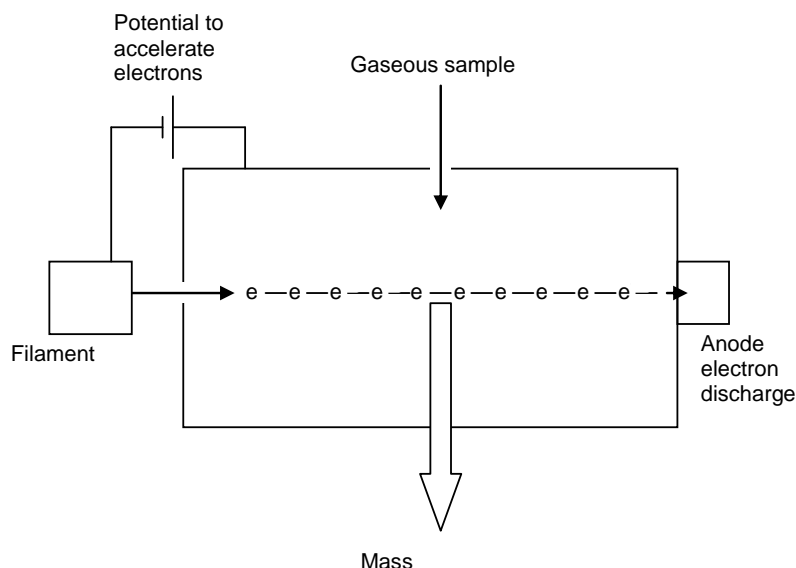 Potential to
accelerate
electrons
Gaseous sample
e — e — e — e — e — e — e — e — e — e
Filament
Anode
electron
discharge
Mass